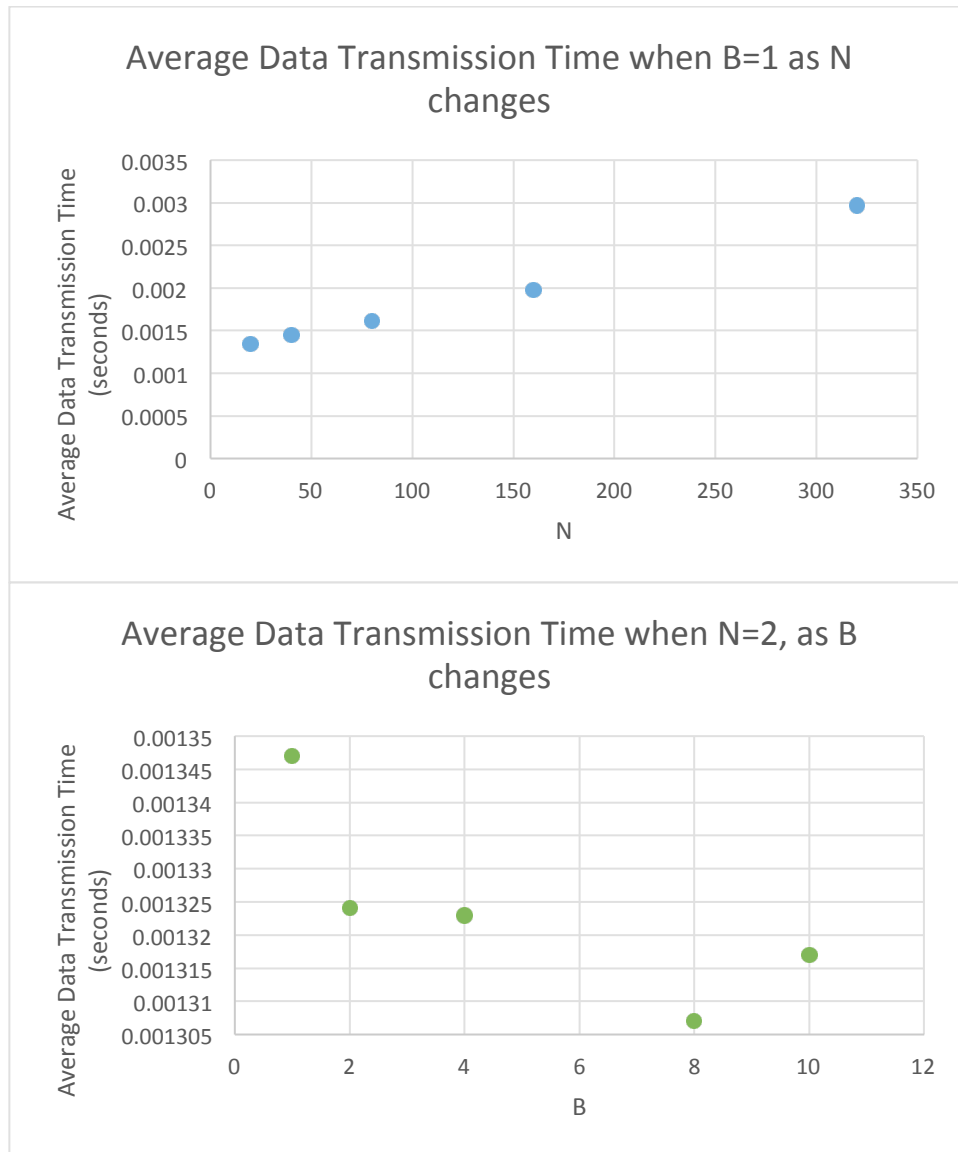 Average Data Transmission Time when B=1 as N
changes
Average Data Transmission Time
(seconds)
0.0035
0.003
0.0025
0.002
0.0015
0.001
0.0005
0
0 50 100 150 200 250 300 350
N
Average Data Transmission Time when N=2, as B
changes
Average Data Transmission Time
(seconds)
0.00135
0.001345
0.00134
0.001335
0.00133
0.001325
0.00132
0.001315
0.00131
0.001305
0 2 4 6 8 10 12
B